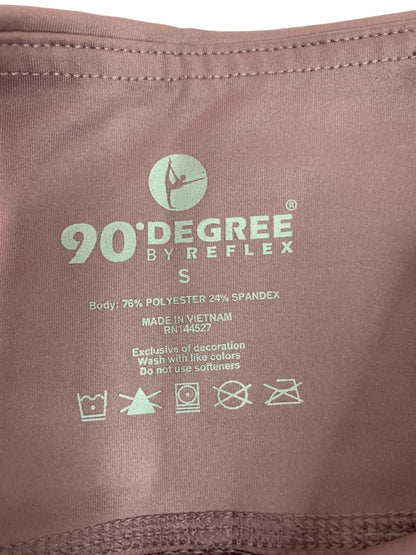 90°DEGREE®
BY REFLEX
S
Body: 76% POLYESTER 24% SPANDEX
MADE IN VIETNAM
RN144527
Exclusive of decoration
Wash with like colors
Do not use softeners